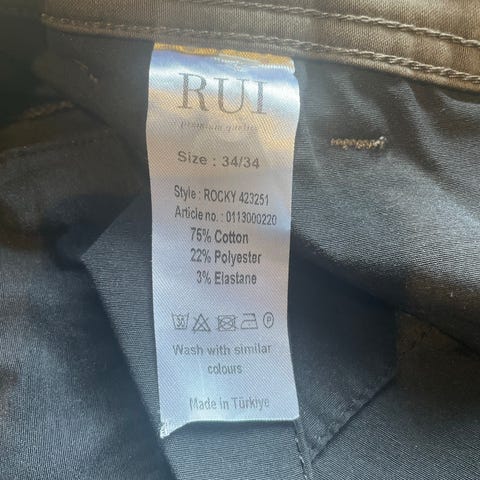 RUI
premium quality
Size : 34/34
Style : ROCKY 423251
Article no. : 0113000220
75% Cotton
22% Polyester
3% Elastane
P
Wash with similar
colours
Made in Türkiye